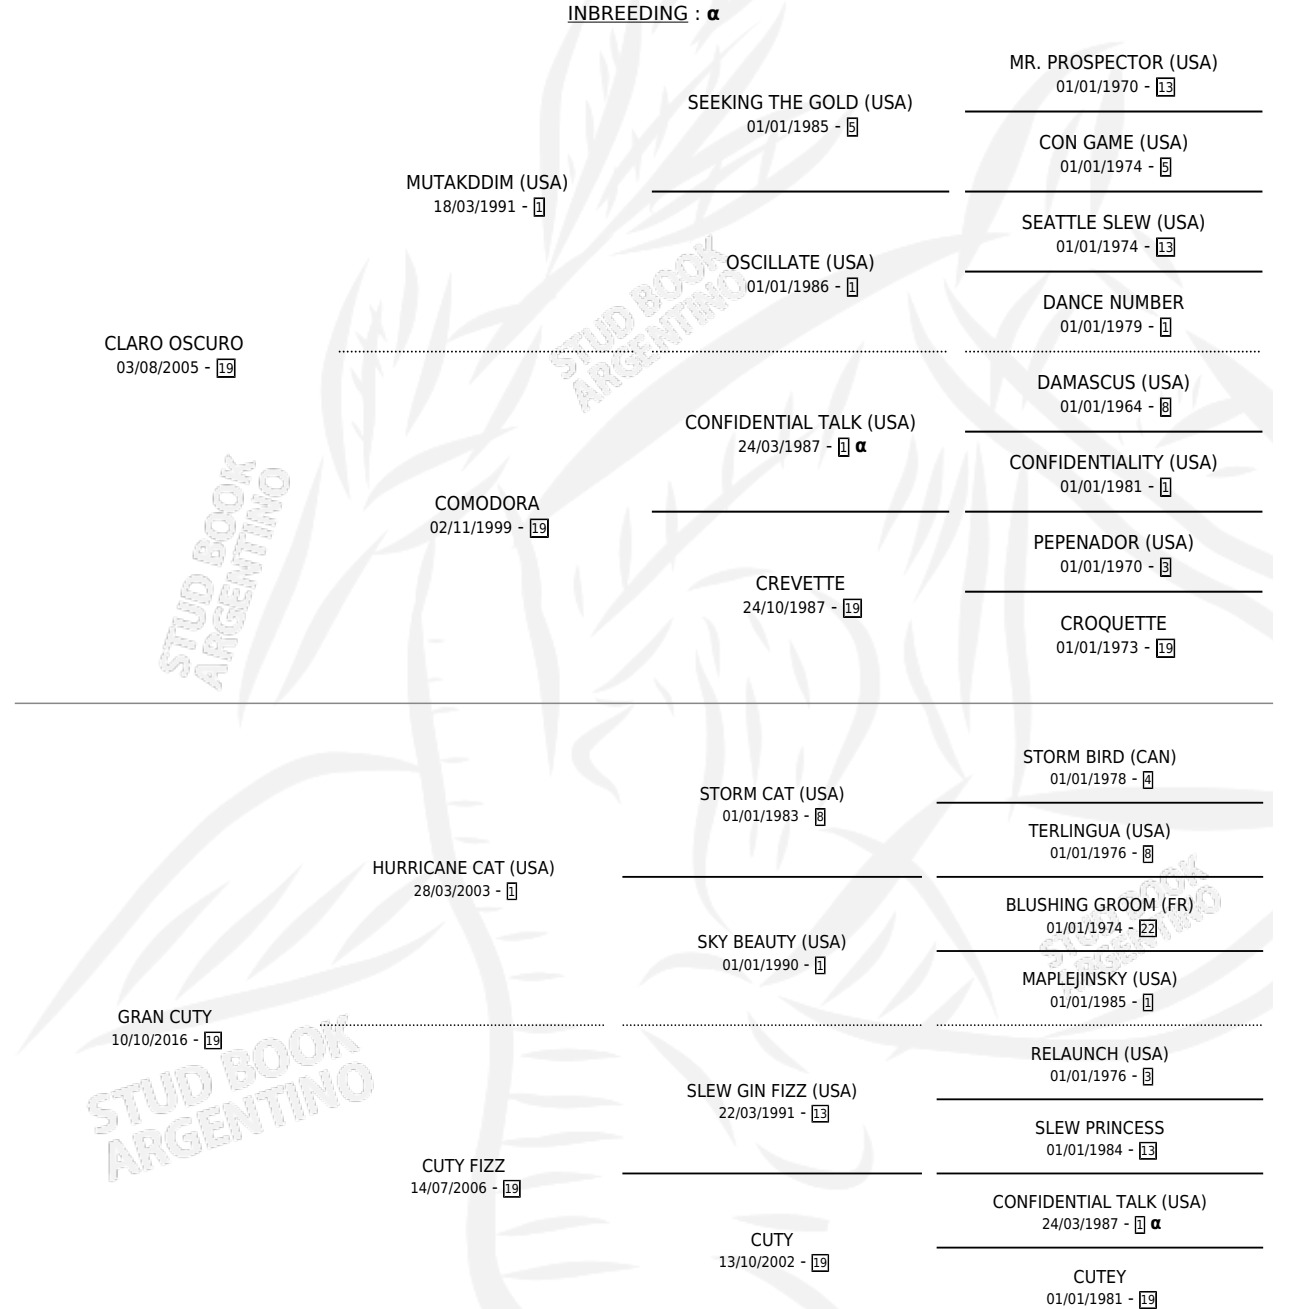 INBREEDING : α
MR. PROSPECTOR (USA)
01/01/1970 - 13
SEEKING THE GOLD (USA)
01/01/1985 - 5
CON GAME (USA)
01/01/1974 - 5
MUTAKDDIM (USA)
18/03/1991 - 1
SEATTLE SLEW (USA)
01/01/1974 - 13
OSCILLATE (USA)
01/01/1986 - 1
DANCE NUMBER
01/01/1979 - 1
CLARO OSCURO
03/08/2005 - 19
DAMASCUS (USA)
01/01/1964 - 8
CONFIDENTIAL TALK (USA)
24/03/1987 - 1 α
CONFIDENTIALITY (USA)
01/01/1981 - 1
COMODORA
02/11/1999 - 19
PEPENADOR (USA)
01/01/1970 - 3
CREVETTE
24/10/1987 - 19
CROQUETTE
01/01/1973 - 19
STORM BIRD (CAN)
01/01/1978 - 4
STORM CAT (USA)
01/01/1983 - 8
TERLINGUA (USA)
01/01/1976 - 8
HURRICANE CAT (USA)
28/03/2003 - 1
BLUSHING GROOM (FR)
01/01/1974 - 22
SKY BEAUTY (USA)
01/01/1990 - 1
MAPLEJINSKY (USA)
01/01/1985 - 1
GRAN CUTY
10/10/2016 - 19
RELAUNCH (USA)
01/01/1976 - 3
SLEW GIN FIZZ (USA)
22/03/1991 - 13
SLEW PRINCESS
01/01/1984 - 13
CUTY FIZZ
14/07/2006 - 19
CONFIDENTIAL TALK (USA)
24/03/1987 - 1 α
CUTY
13/10/2002 - 19
CUTEY
01/01/1981 - 19
STUD BOOK
ARGENTINO
STUD BOOK
ARGENTINO
STUD BOOK
ARGENTINO
STUD BOOK
ARGENTINO